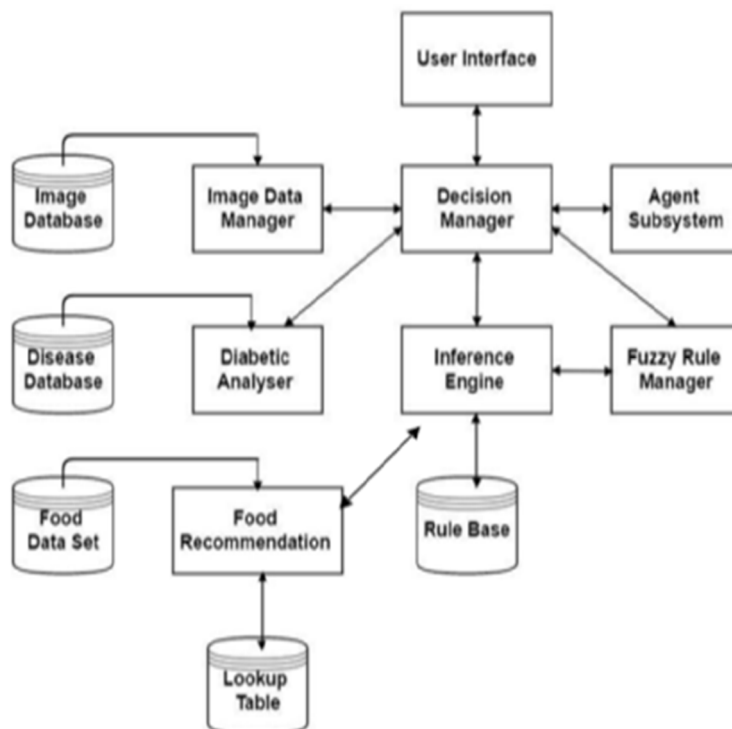 User Interface
Image
Database
Image Data
Manager
Decision
Manager
Agent
Subsystem
Disease
Database
Diabetic
Analyser
Inference
Engine
Fuzzy Rule
Manager
Food
Data Set
Food
Recommendation
Rule Base
Lookup
Table